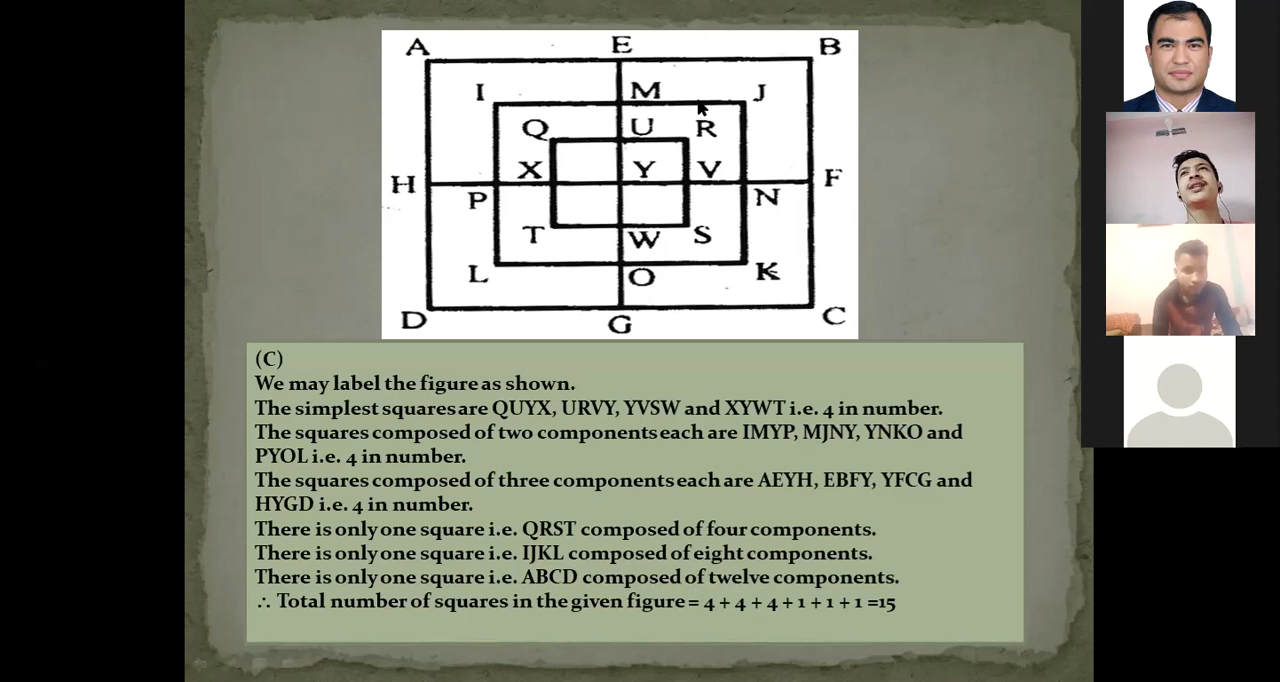 A E B
I M J
Q U R
X Y V
H F
P N
T W S
L O K
D G C
(C)
We may label the figure as shown.
The simplest squares are QUYX, URVY, YVSW and XYWT i.e. 4 in number.
The squares composed of two components each are IMYP, MJNY, YNKO and
PYOL i.e. 4 in number.
The squares composed of three components each are AEYH, EBFY, YFCG and
HYGD i.e. 4 in number.
There is only one square i.e. QRST composed of four components.
There is only one square i.e. IJKL composed of eight components.
There is only one square i.e. ABCD composed of twelve components.
∴ Total number of squares in the given figure = 4 + 4 + 4 + 1 + 1 + 1 =15